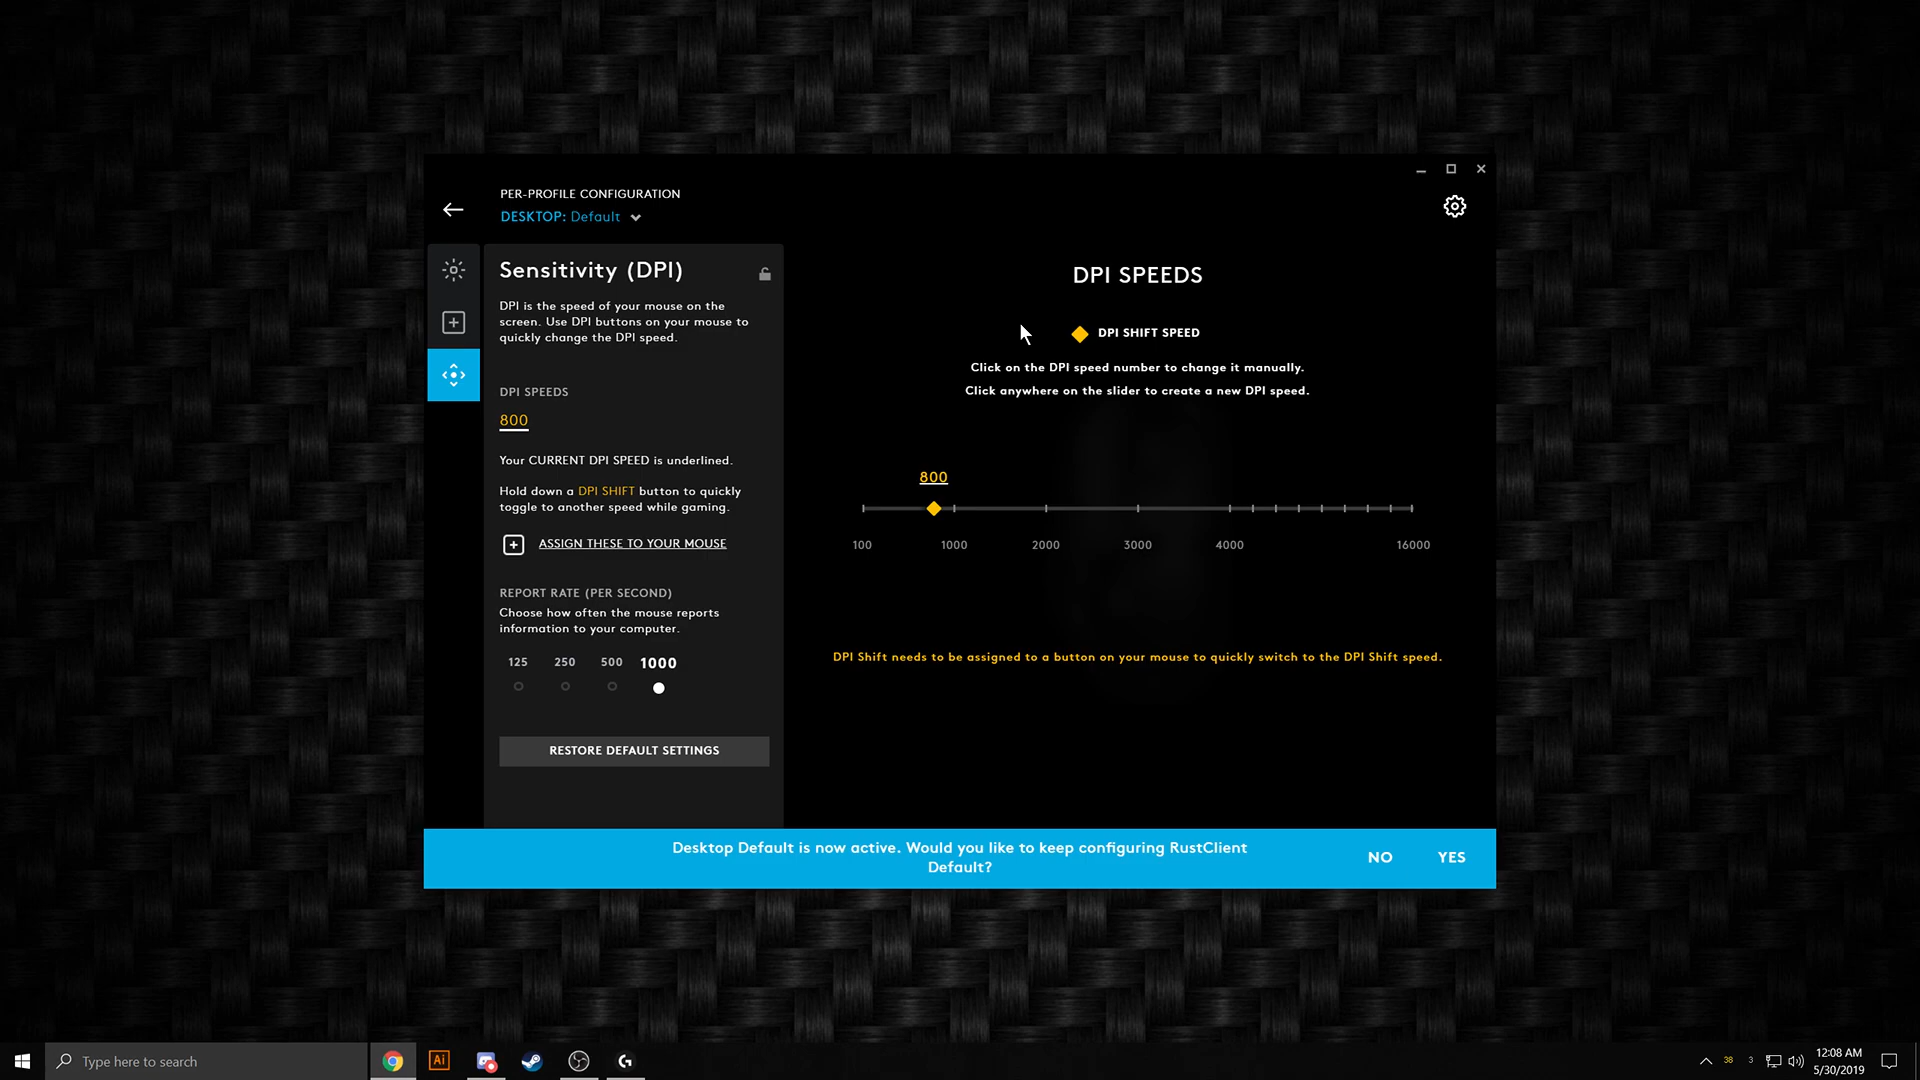 PER-PROFILE CONFIGURATION
DESKTOP: Default
Sensitivity (DPI)
DPI is the speed of your mouse on the
screen. Use DPI buttons on your mouse to
quickly change the DPI speed.
DPI SPEEDS
800
Your CURRENT DPI SPEED is underlined.
Hold down a DPI SHIFT button to quickly
toggle to another speed while gaming.
ASSIGN THESE TO YOUR MOUSE
REPORT RATE (PER SECOND)
Choose how often the mouse reports
information to your computer.
125 250 500 1000
RESTORE DEFAULT SETTINGS
DPI SPEEDS
DPI SHIFT SPEED
Click on the DPI speed number to change it manually.
Click anywhere on the slider to create a new DPI speed.
800
100 1000 2000 3000 4000 16000
DPI Shift needs to be assigned to a button on your mouse to quickly switch to the DPI Shift speed.
Desktop Default is now active. Would you like to keep configuring RustClient
Default?
NO YES
Type here to search
Ai
38 3
12:08 AM
5/30/2019